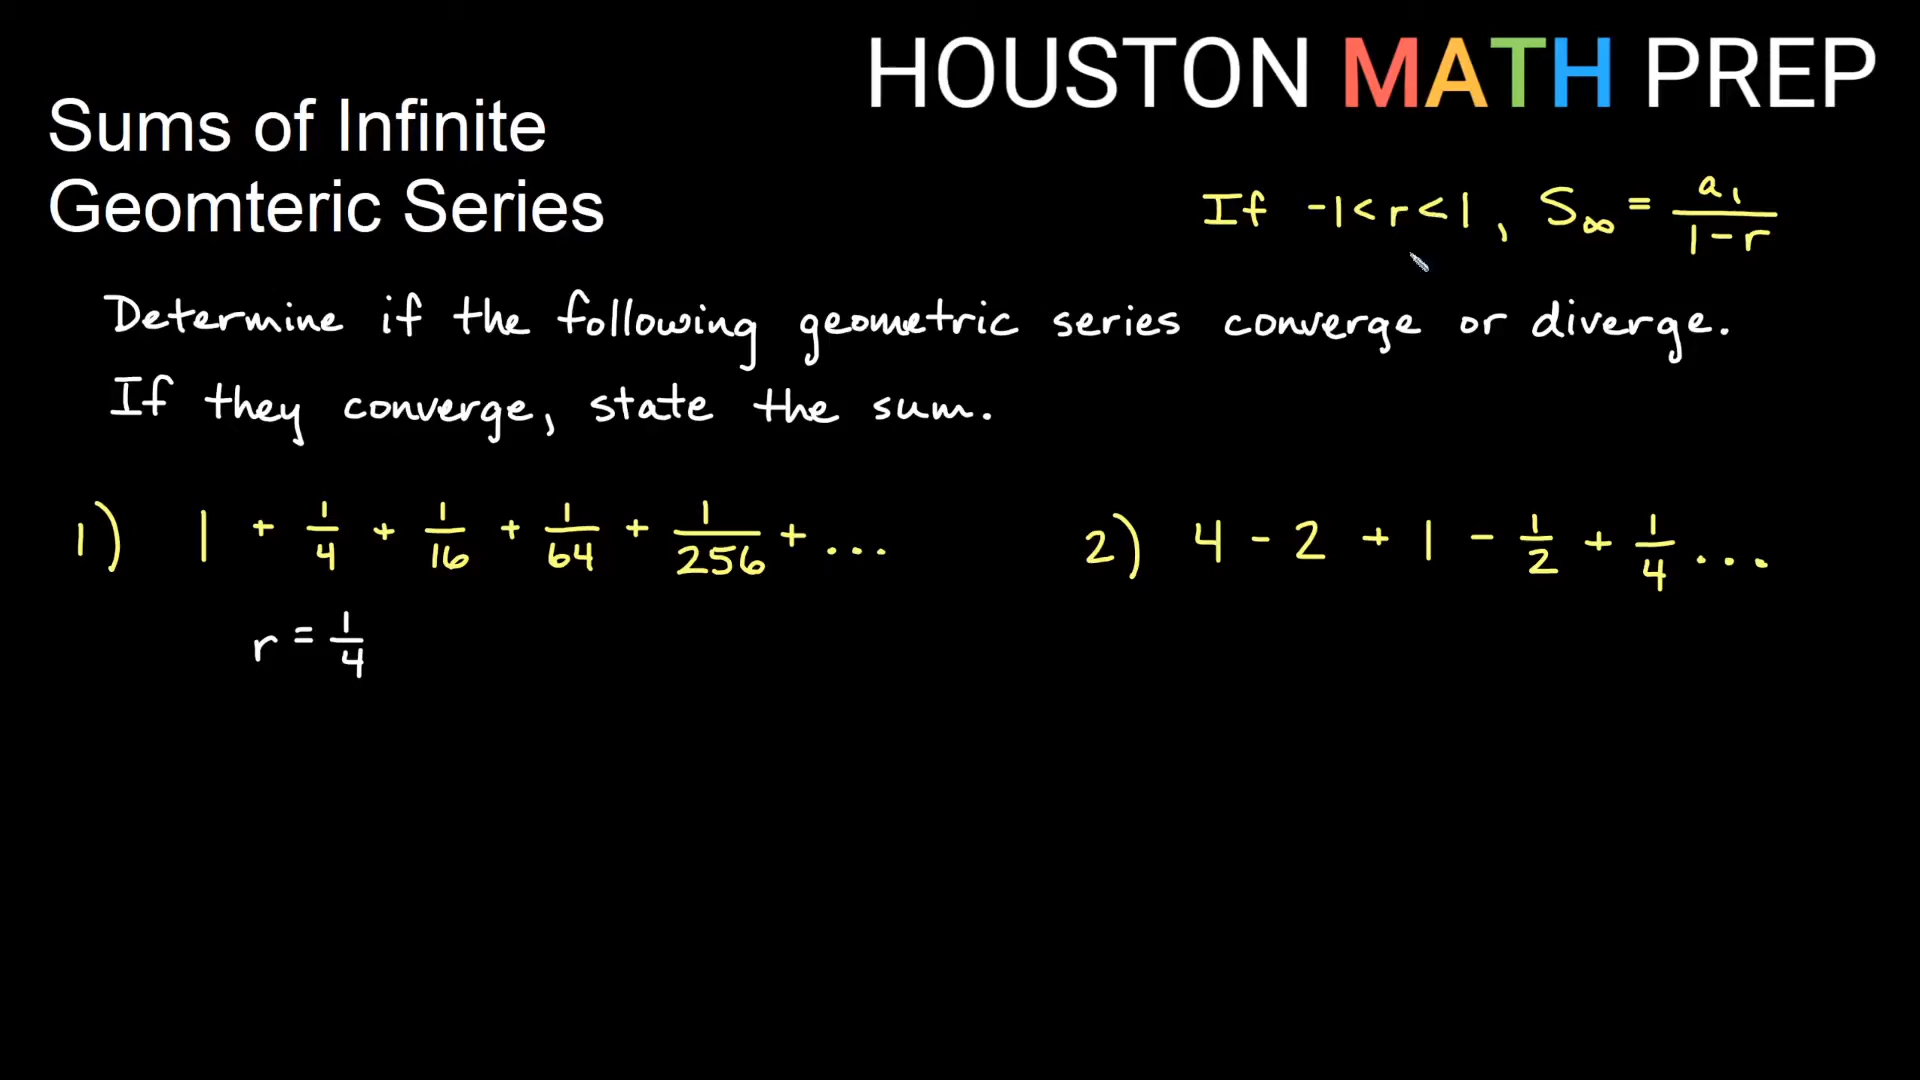 HOUSTON MATH PREP
Sums of Infinite
Geomteric Series
If -1<r<1, S∞ = a₁/(1-r)
Determine if the following geometric series converge or diverge.
If they converge, state the sum.
1) 1 + 1/4 + 1/16 + 1/64 + 1/256 + ...
2) 4 - 2 + 1 - 1/2 + 1/4 ...
r = 1/4